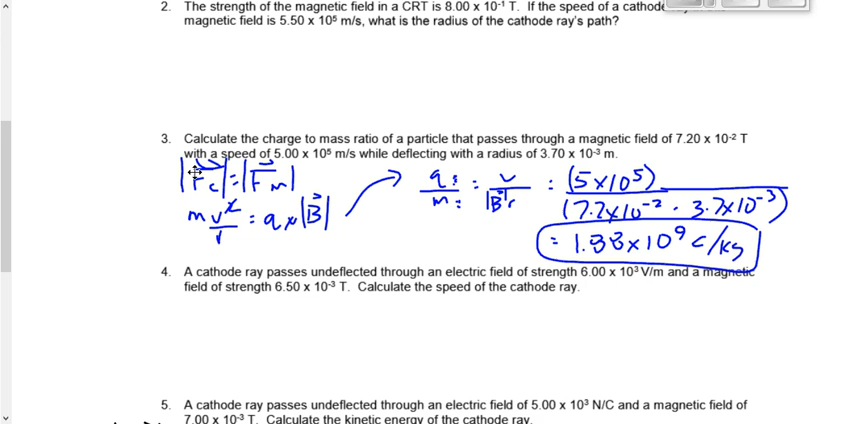 2. The strength of the magnetic field in a CRT is 8.00 x 10⁻¹ T. If the speed of a
magnetic field is 5.50 x 10⁵ m/s, what is the radius of the cathode ray's path?
3. Calculate the charge to mass ratio of a particle that passes through a magnetic field of 7.20 x 10⁻² T
with a speed of 5.00 x 10⁵ m/s while deflecting with a radius of 3.70 x 10⁻³ m.
|Fc| = |Fm|
m v²/r = q v |B|
q/m = v/|B|r = (5x10⁵)/(7.2x10⁻² · 3.7x10⁻³)
= 1.88x10⁹ C/kg
4. A cathode ray passes undeflected through an electric field of strength 6.00 x 10³ V/m and a magnetic
field of strength 6.50 x 10⁻³ T. Calculate the speed of the cathode ray.
5. A cathode ray passes undeflected through an electric field of 5.00 x 10³ N/C and a magnetic field of
7.00 x 10⁻³ T. Calculate the kinetic energy of the cathode ray.